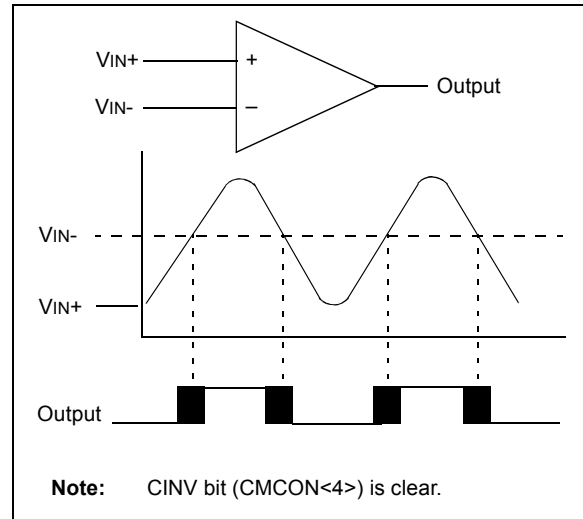 VIN+
+
VIN-
–
Output
VIN-
VIN+
Output
Note: CINV bit (CMCON<4>) is clear.